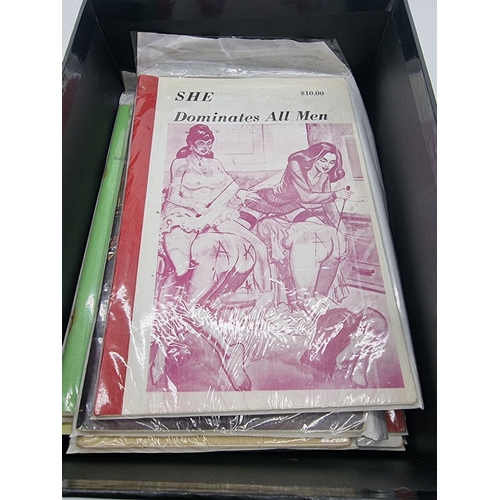 SHE
$10.00
Dominates All Men